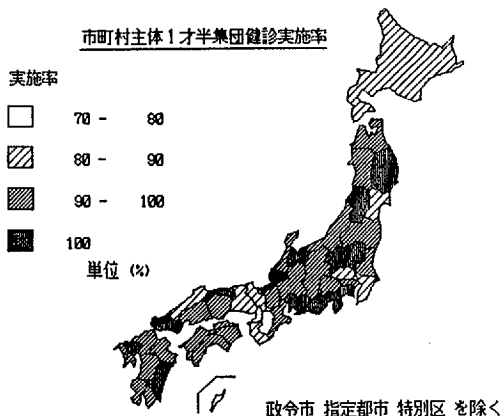 市町村主体１才半集団健診実施率
実施率
70 - 80
80 - 90
90 - 100
100
単位 (%)
政令市 指定都市 特別区 を除く